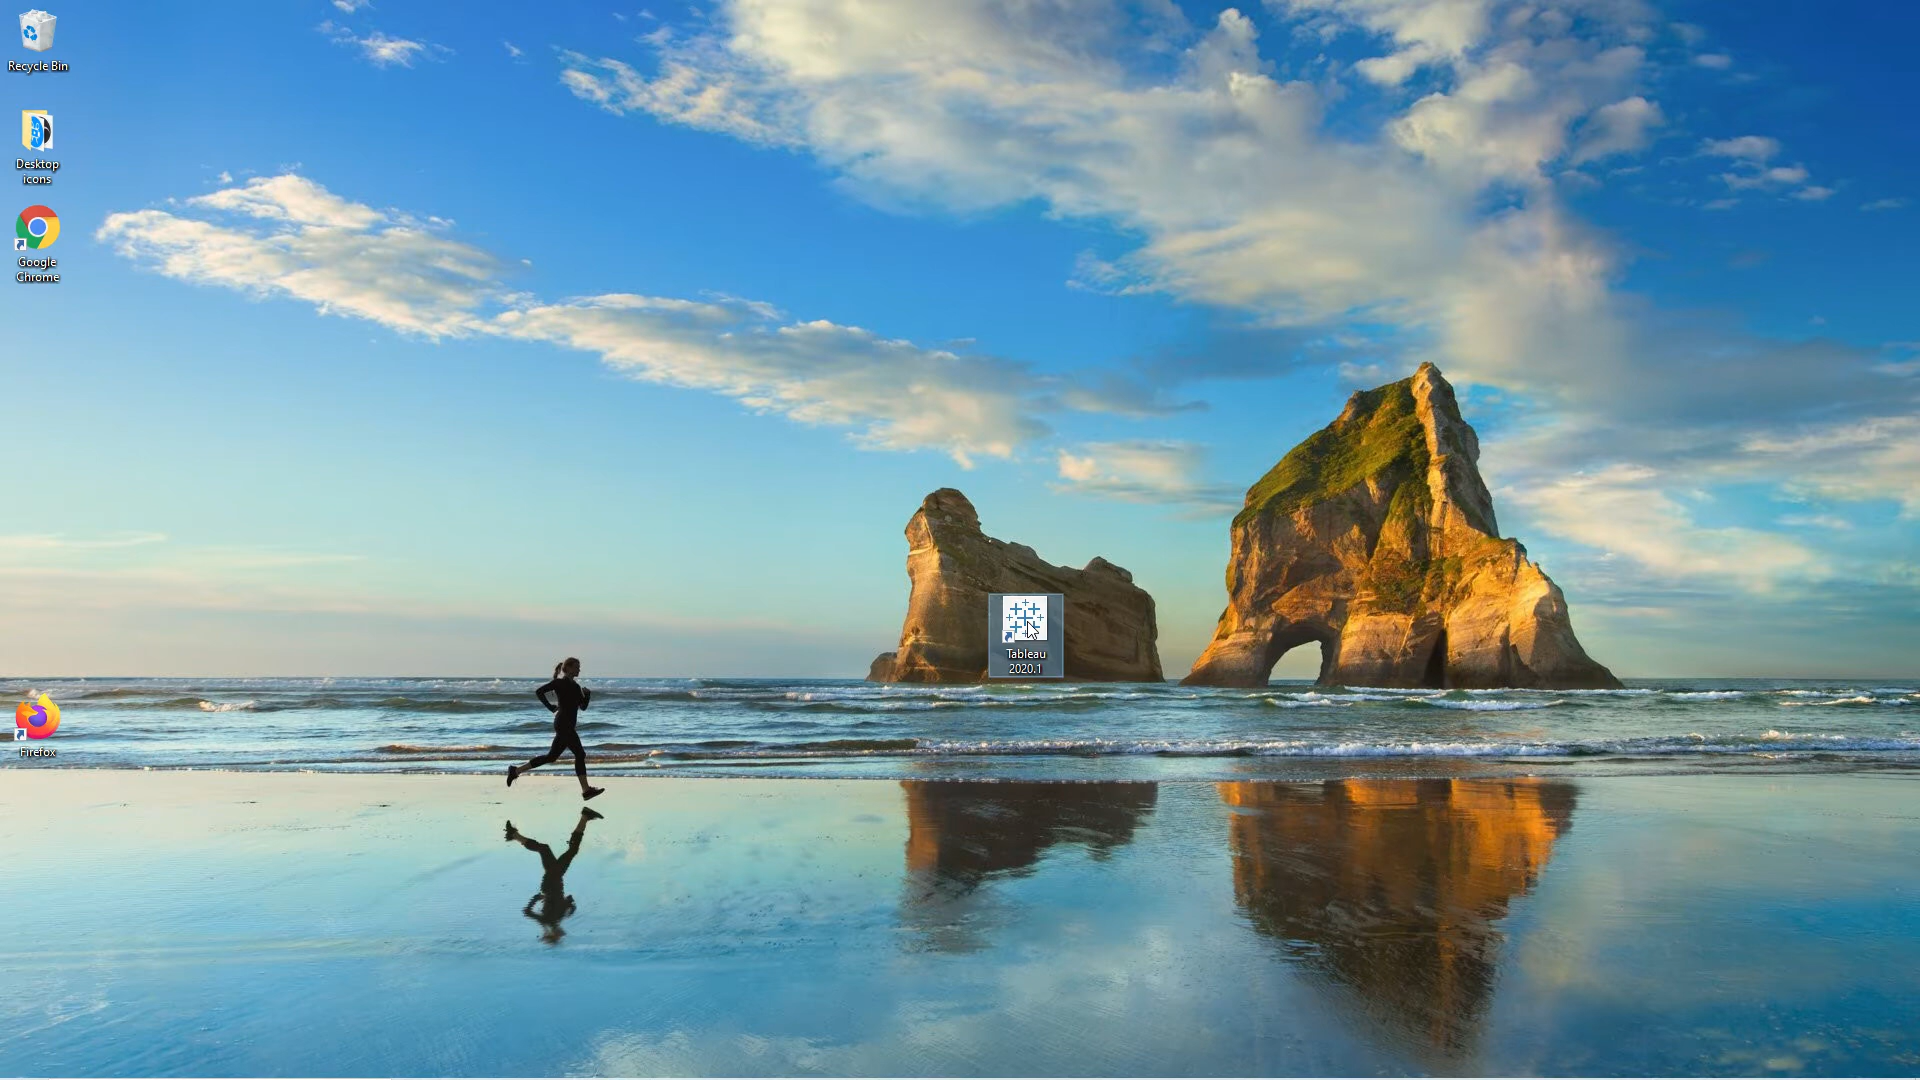 Recycle Bin
Desktop
icons
Google
Chrome
Tableau
2020.1
Firefox